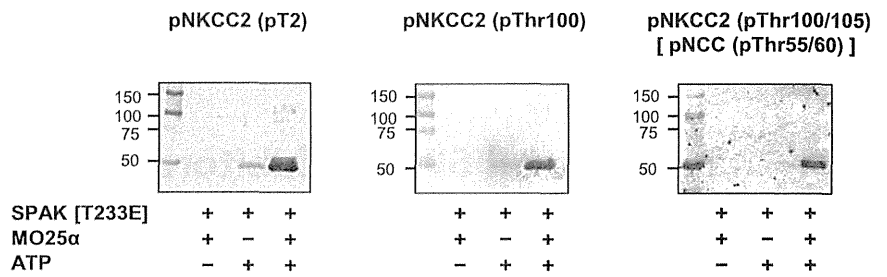 pNKCC2 (pT2)
pNKCC2 (pThr100)
pNKCC2 (pThr100/105)
[ pNCC (pThr55/60) ]
150
100
75
50
150
100
75
50
150
100
75
50
SPAK [T233E] + + + + + + + + +
MO25α + − + + − + + − +
ATP − + + − + + − + +